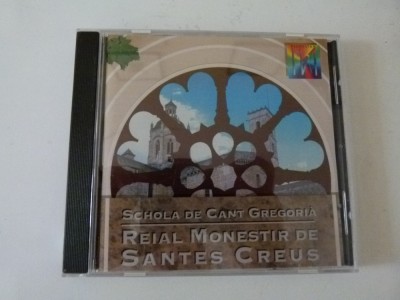 SCHOLA DE CANT GREGORIÀ
REIAL MONESTIR DE
SANTES CREUS